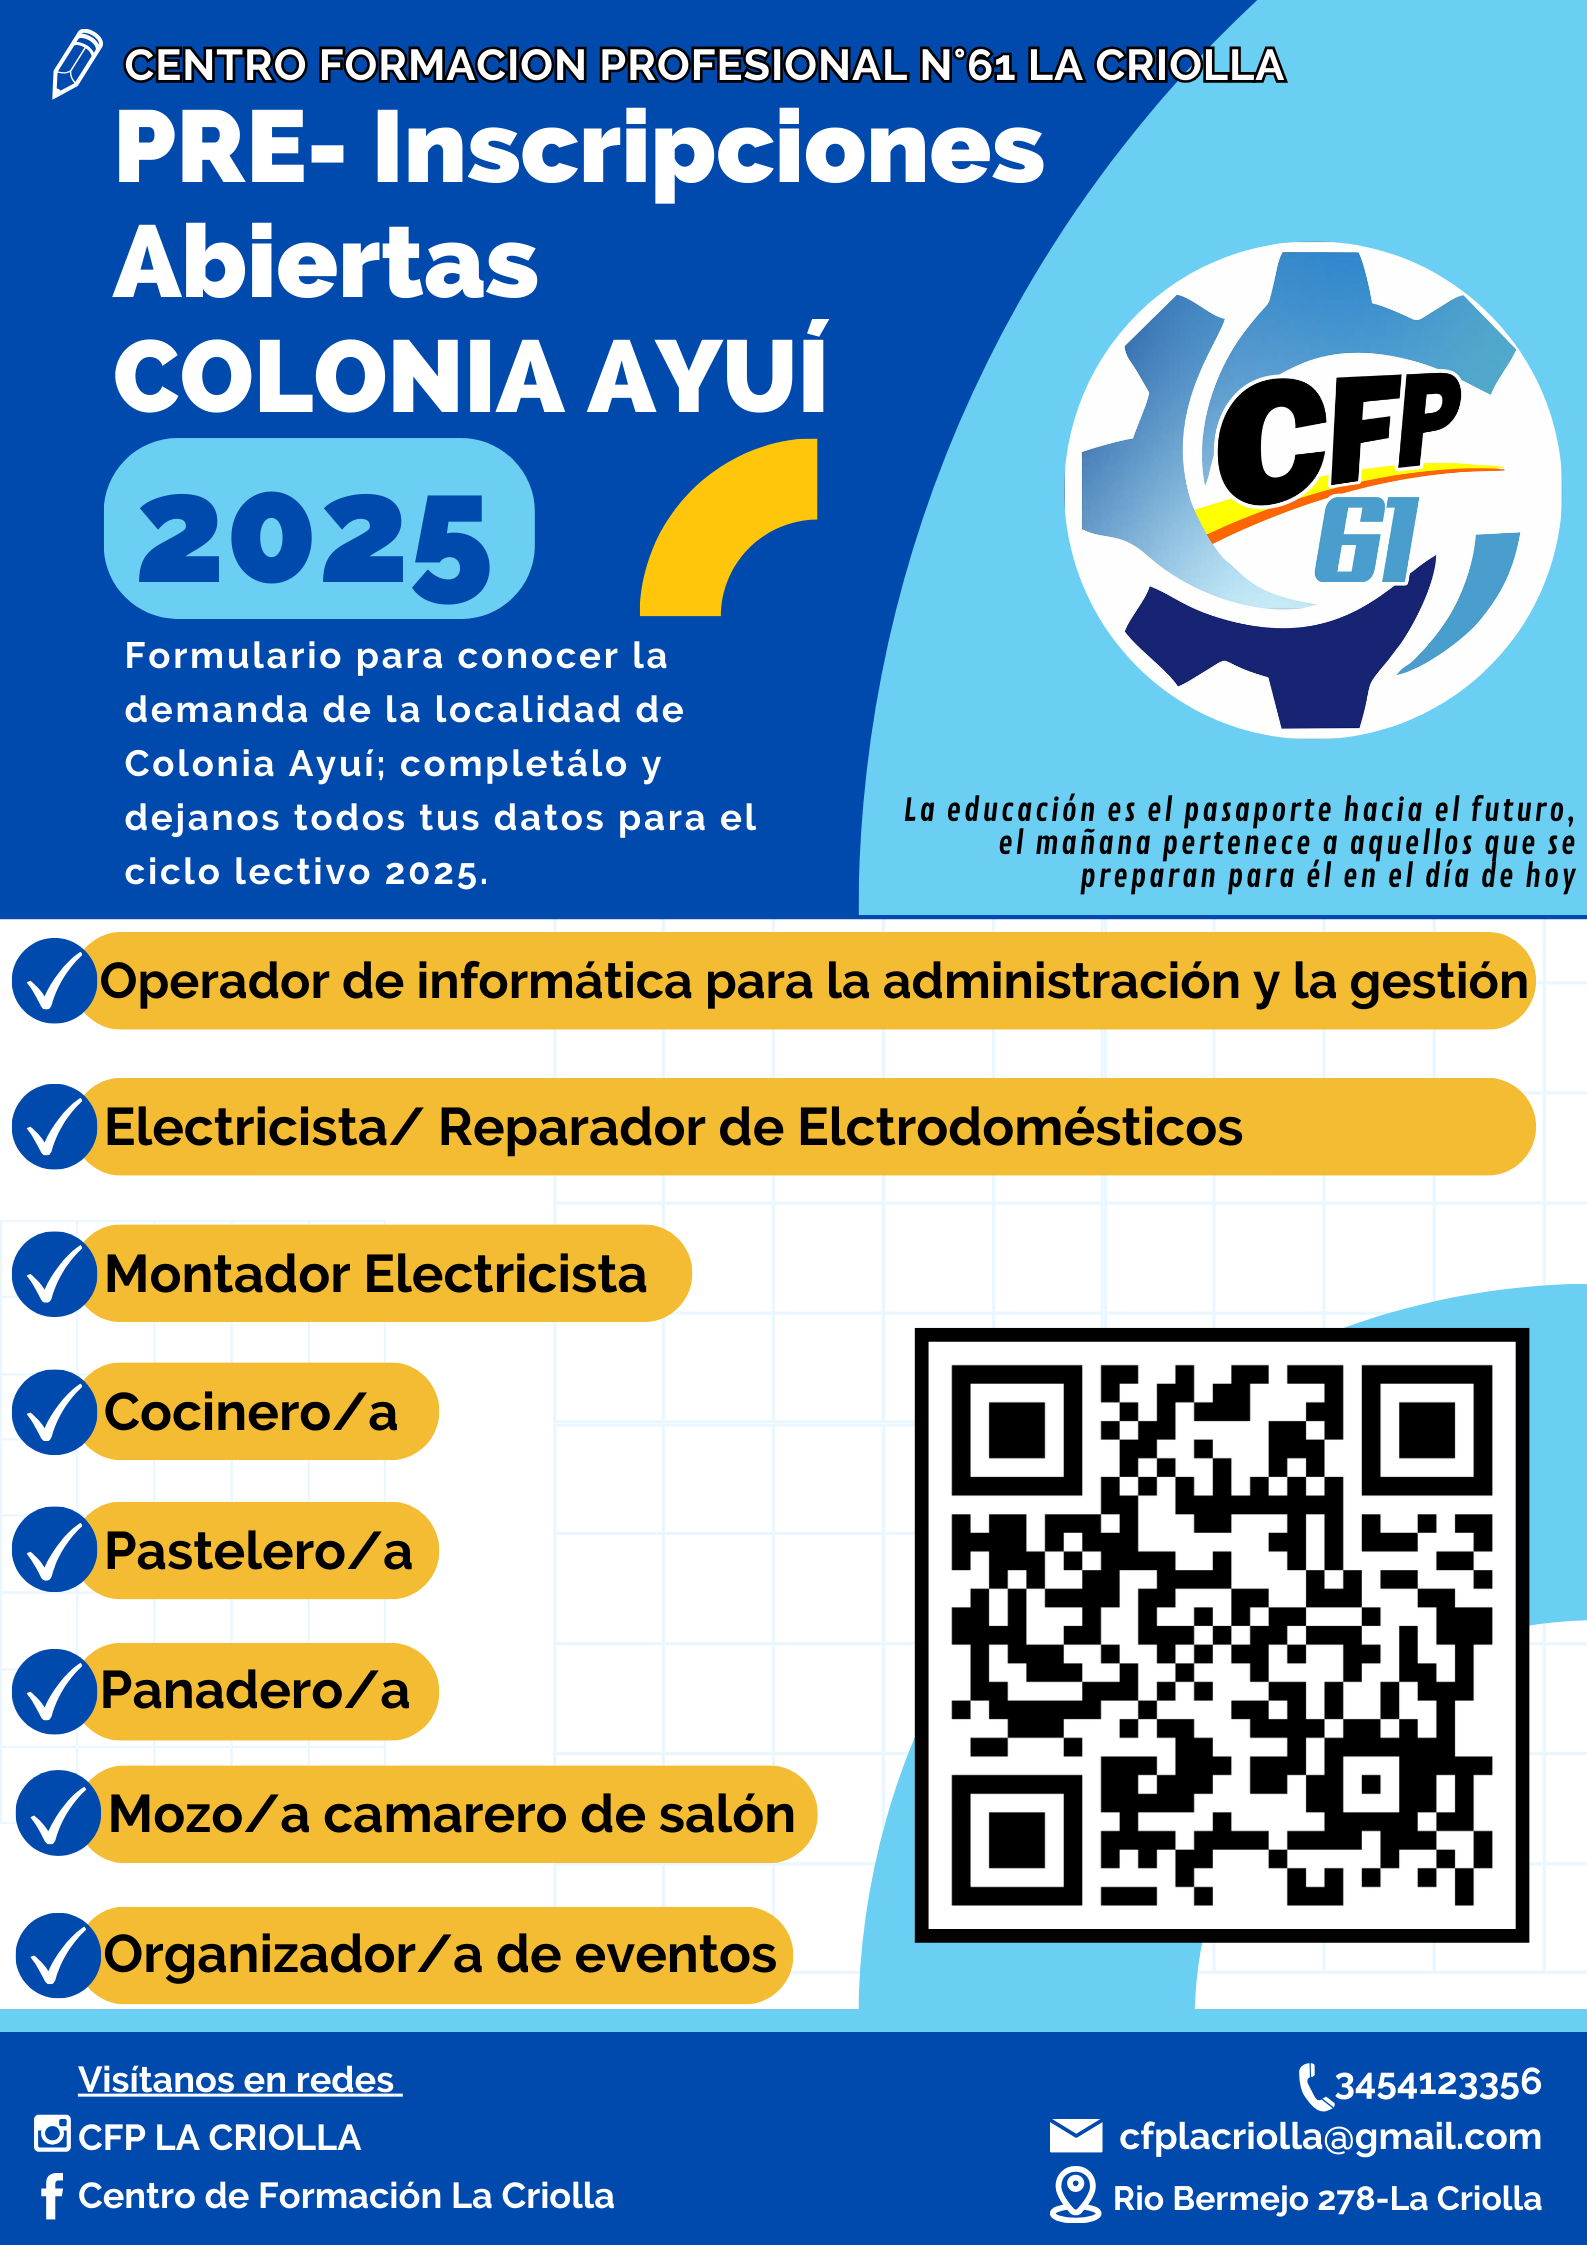 CENTRO FORMACION PROFESIONAL N°61 LA CRIOLLA
PRE- Inscripciones
Abiertas
COLONIA AYUÍ
2025
Formulario para conocer la
demanda de la localidad de
Colonia Ayuí; completálo y
dejanos todos tus datos para el
ciclo lectivo 2025.
CFP
61
La educación es el pasaporte hacia el futuro,
el mañana pertenece a aquellos que se
preparan para él en el día de hoy
Operador de informática para la administración y la gestión
Electricista/ Reparador de Elctrodomésticos
Montador Electricista
Cocinero/a
Pastelero/a
Panadero/a
Mozo/a camarero de salón
Organizador/a de eventos
Visítanos en redes
CFP LA CRIOLLA
Centro de Formación La Criolla
3454123356
cfplacriolla@gmail.com
Rio Bermejo 278-La Criolla